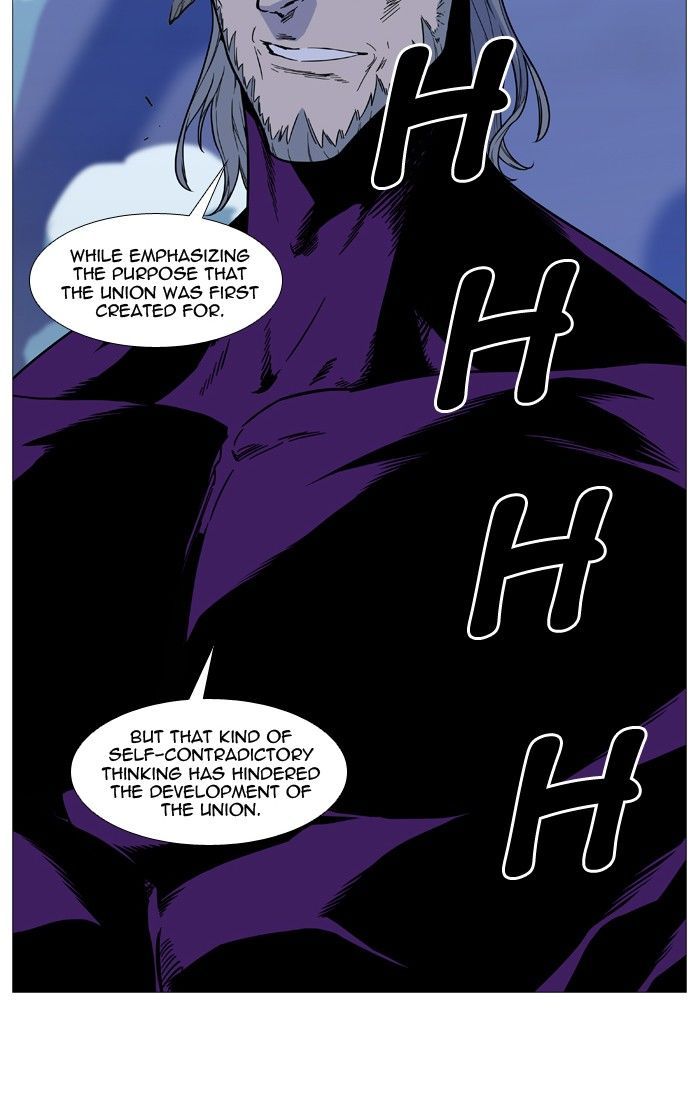 H
WHILE EMPHASIZING
THE PURPOSE THAT
THE UNION WAS FIRST
CREATED FOR.
H
H
BUT THAT KIND OF
SELF-CONTRADICTORY
THINKING HAS HINDERED
THE DEVELOPMENT OF
THE UNION.
H